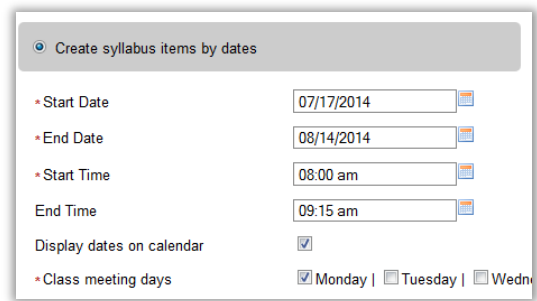 Create syllabus items by dates
* Start Date 07/17/2014
* End Date 08/14/2014
* Start Time 08:00 am
End Time 09:15 am
Display dates on calendar
* Class meeting days Monday | Tuesday | Wedne